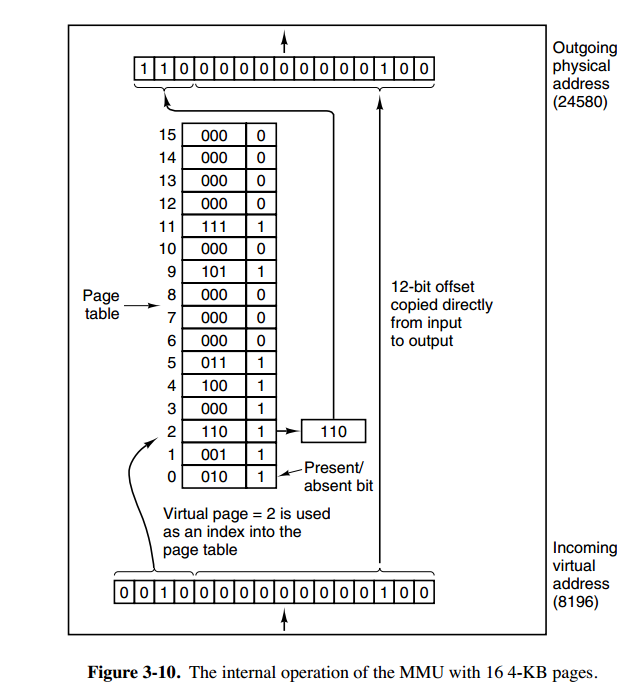 Outgoing
physical
address
(24580)
1 1 0 0 0 0 0 0 0 0 0 0 1 0 0
15 000 0
14 000 0
13 000 0
12 000 0
11 111 1
10 000 0
9 101 1
8 000 0
7 000 0
6 000 0
5 011 1
4 100 1
3 000 1
2 110 1
1 001 1
0 010 1
Page
table
110
12-bit offset
copied directly
from input
to output
Present/
absent bit
Virtual page = 2 is used
as an index into the
page table
0 0 1 0 0 0 0 0 0 0 0 0 0 1 0 0
Incoming
virtual
address
(8196)
Figure 3-10. The internal operation of the MMU with 16 4-KB pages.